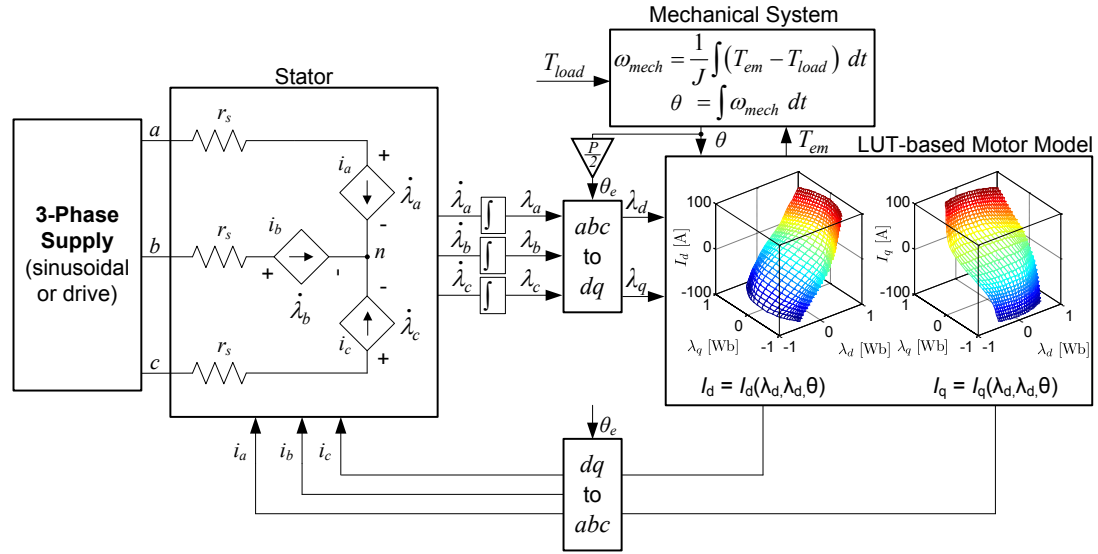 Mechanical System
ω_mech = 1/J ∫(T_em − T_load) dt
θ = ∫ω_mech dt
T_load
Stator
P/2
θ
T_em
LUT-based Motor Model
3-Phase
Supply
(sinusoidal
or drive)
a
r_s
i_a
+
λ̇_a
-
b
r_s
i_b
+
-
n
λ̇_b
-
λ̇_c
i_c
+
c
r_s
λ̇_a ∫ λ_a
λ̇_b ∫ λ_b
λ̇_c ∫ λ_c
θ_e
abc
to
dq
λ_d
λ_q
I_d [A]
100
0
-100
λ_q [Wb]
1
0
-1
λ_d [Wb]
-1
0
1
I_q [A]
100
0
-100
λ_q [Wb]
1
0
-1
λ_d [Wb]
-1
0
1
I_d = I_d(λ_d,λ_d,θ)
I_q = I_q(λ_d,λ_d,θ)
i_a
i_b
i_c
θ_e
dq
to
abc